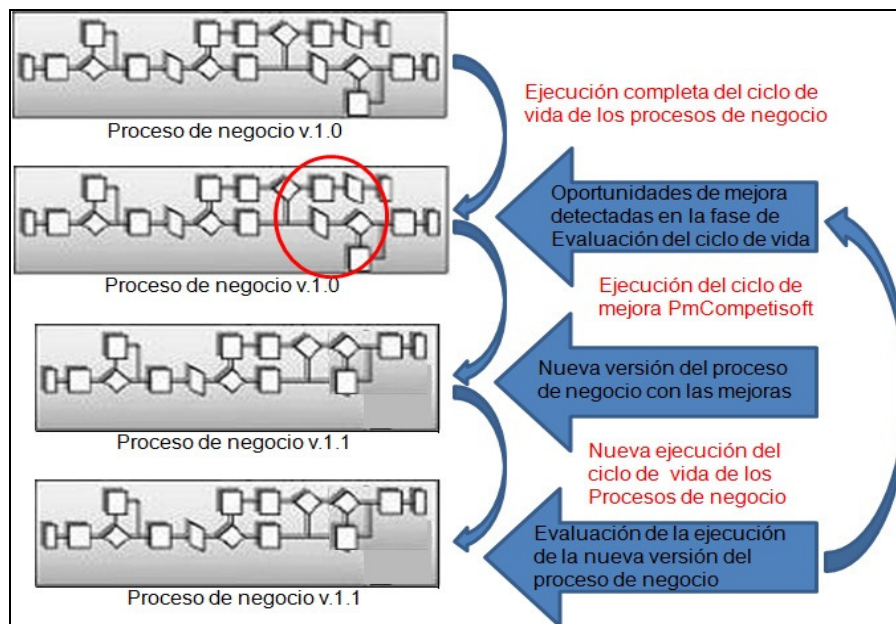 Proceso de negocio v.1.0
Ejecución completa del ciclo de
vida de los procesos de negocio
Oportunidades de mejora
detectadas en la fase de
Evaluación del ciclo de vida
Proceso de negocio v.1.0
Ejecución del ciclo de
mejora PmCompetisoft
Nueva versión del proceso
de negocio con las mejoras
Proceso de negocio v.1.1
Nueva ejecución del
ciclo de vida de los
Procesos de negocio
Evaluación de la ejecución
de la nueva versión del
proceso de negocio
Proceso de negocio v.1.1